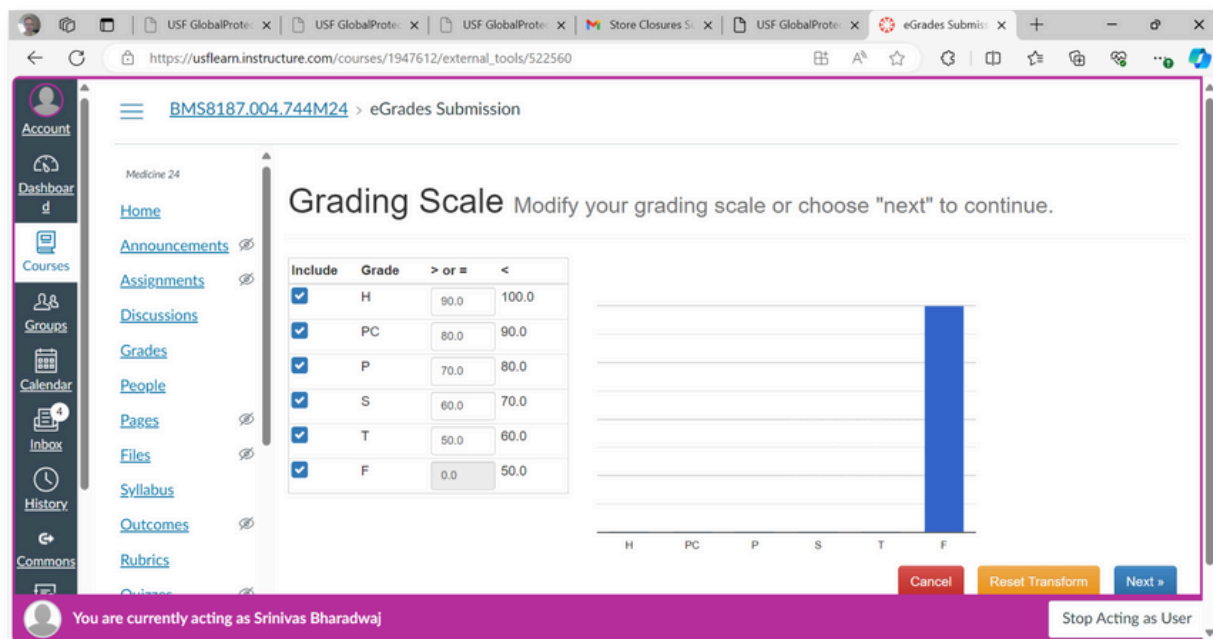 USF GlobalProtec
USF GlobalProtec
USF GlobalProte
Store Closures Su
USF GlobalProte
eGrades Submiss
https://usflearn.instructure.com/courses/1947612/external_tools/522560
Account
Dashboar
d
Courses
Groups
Calendar
4
Inbox
History
Commons
BMS8187.004.744M24 > eGrades Submission
Medicine 24
Home
Announcements
Assignments
Discussions
Grades
People
Pages
Files
Syllabus
Outcomes
Rubrics
Quizzes
Grading Scale Modify your grading scale or choose "next" to continue.
Include Grade > or = <
H 90.0 100.0
PC 80.0 90.0
P 70.0 80.0
S 60.0 70.0
T 50.0 60.0
F 0.0 50.0
H PC P S T F
Cancel Reset Transform Next »
You are currently acting as Srinivas Bharadwaj
Stop Acting as User